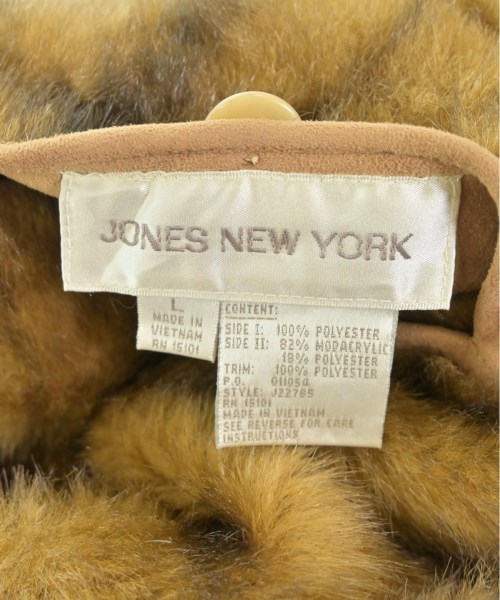 JONES NEW YORK
L
MADE IN
VIETNAM
RN 15101
CONTENT:
SIDE I: 100% POLYESTER
SIDE II: 82% MODACRYLIC
18% POLYESTER
TRIM: 100% POLYESTER
P.O. 011054
STYLE: J22785
RN 15101
MADE IN VIETNAM
SEE REVERSE FOR CARE
INSTRUCTIONS